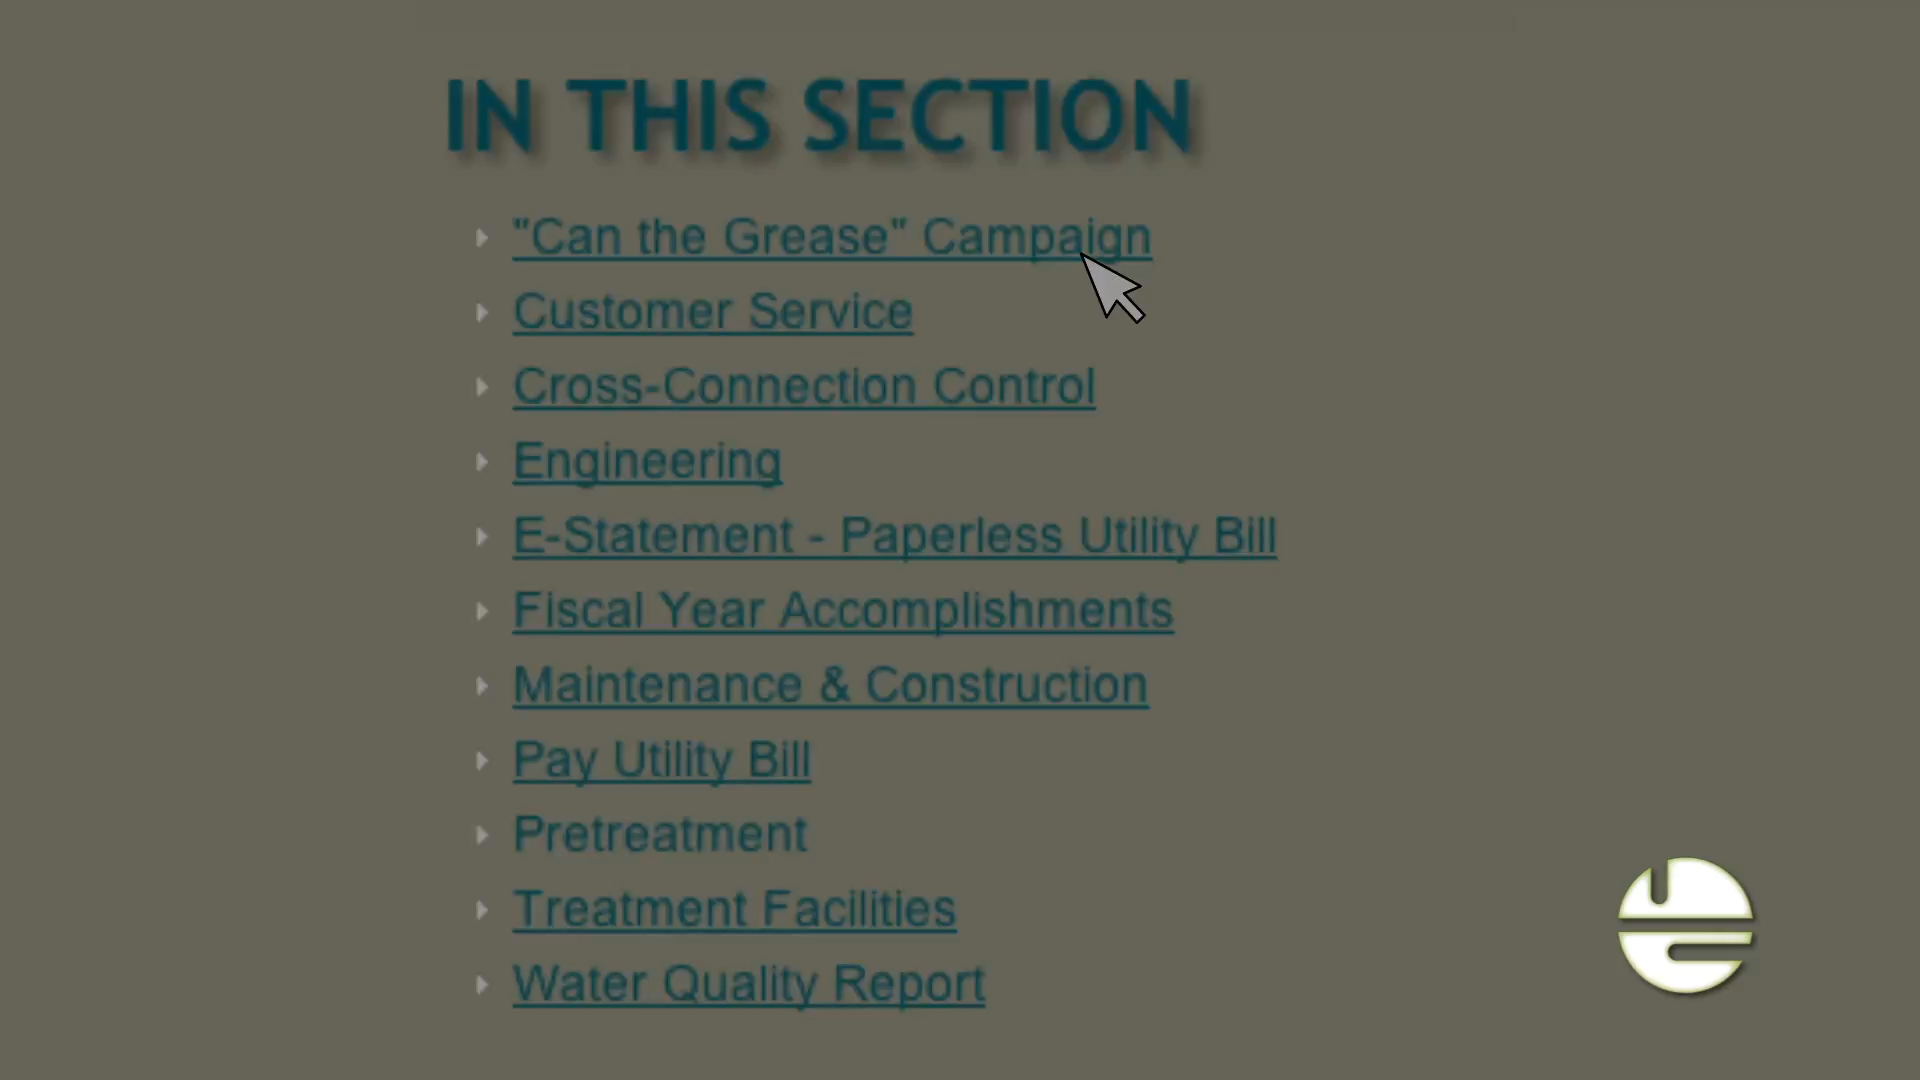 IN THIS SECTION
"Can the Grease" Campaign
Customer Service
Cross-Connection Control
Engineering
E-Statement - Paperless Utility Bill
Fiscal Year Accomplishments
Maintenance & Construction
Pay Utility Bill
Pretreatment
Treatment Facilities
Water Quality Report